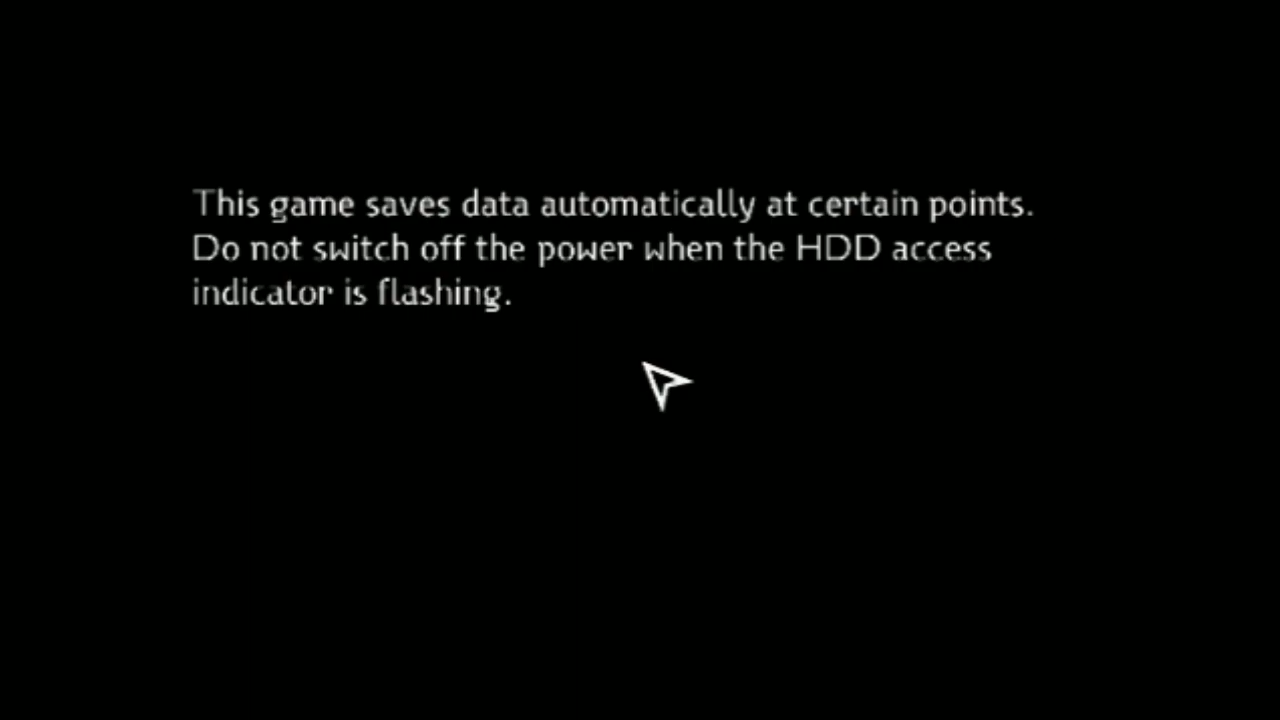 This game saves data automatically at certain points.
Do not switch off the power when the HDD access
indicator is flashing.